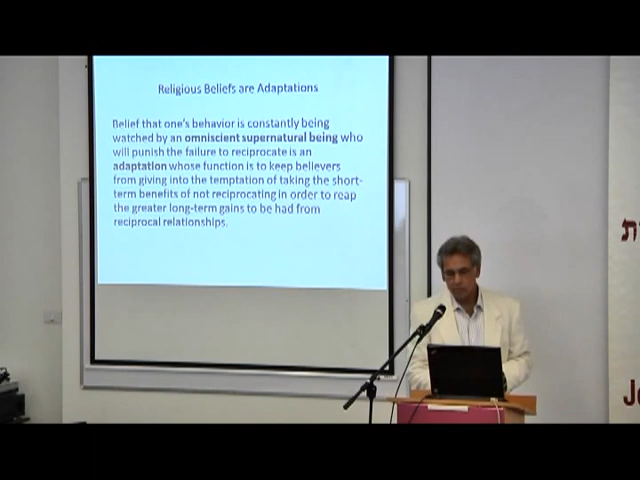 Religious Beliefs are Adaptations
Belief that one's behavior is constantly being
watched by an omniscient supernatural being who
will punish the failure to reciprocate is an
adaptation whose function is to keep believers
from giving into the temptation of taking the short-
term benefits of not reciprocating in order to reap
the greater long-term gains to be had from
reciprocal relationships.